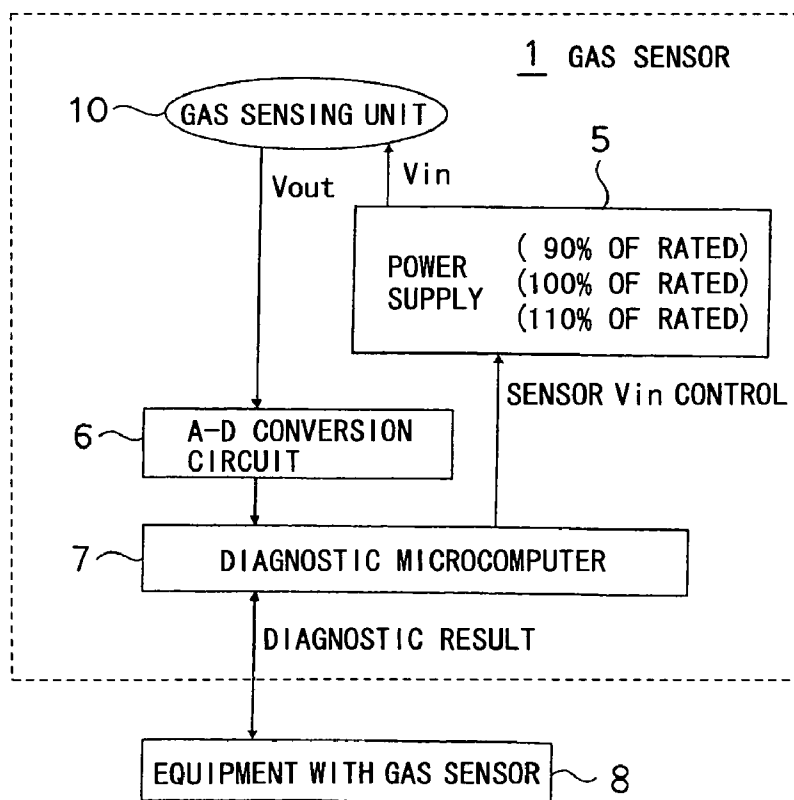 1 GAS SENSOR
10
GAS SENSING UNIT
5
Vout
Vin
POWER SUPPLY
( 90% OF RATED)
(100% OF RATED)
(110% OF RATED)
SENSOR Vin CONTROL
6
A-D CONVERSION
CIRCUIT
7
DIAGNOSTIC MICROCOMPUTER
DIAGNOSTIC RESULT
EQUIPMENT WITH GAS SENSOR
8